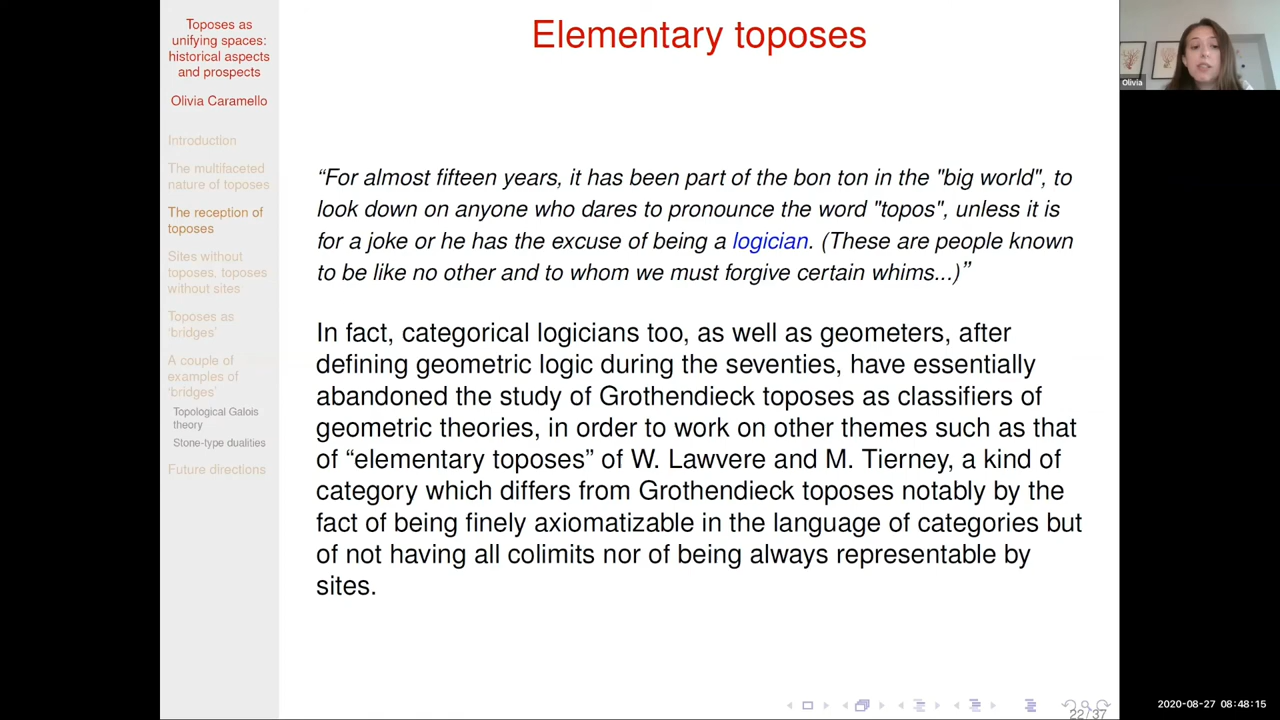 Toposes as
unifying spaces:
historical aspects
and prospects
Olivia Caramello
Introduction
The multifaceted
nature of toposes
The reception of
toposes
Sites without
toposes, toposes
without sites
Toposes as
‘bridges’
A couple of
examples of
‘bridges’
Topological Galois
theory
Stone-type dualities
Future directions
Elementary toposes
“For almost fifteen years, it has been part of the bon ton in the "big world", to
look down on anyone who dares to pronounce the word "topos", unless it is
for a joke or he has the excuse of being a logician. (These are people known
to be like no other and to whom we must forgive certain whims...)”
In fact, categorical logicians too, as well as geometers, after
defining geometric logic during the seventies, have essentially
abandoned the study of Grothendieck toposes as classifiers of
geometric theories, in order to work on other themes such as that
of “elementary toposes” of W. Lawvere and M. Tierney, a kind of
category which differs from Grothendieck toposes notably by the
fact of being finely axiomatizable in the language of categories but
of not having all colimits nor of being always representable by
sites.
22/37
Olivia
2020-08-27 08:48:15